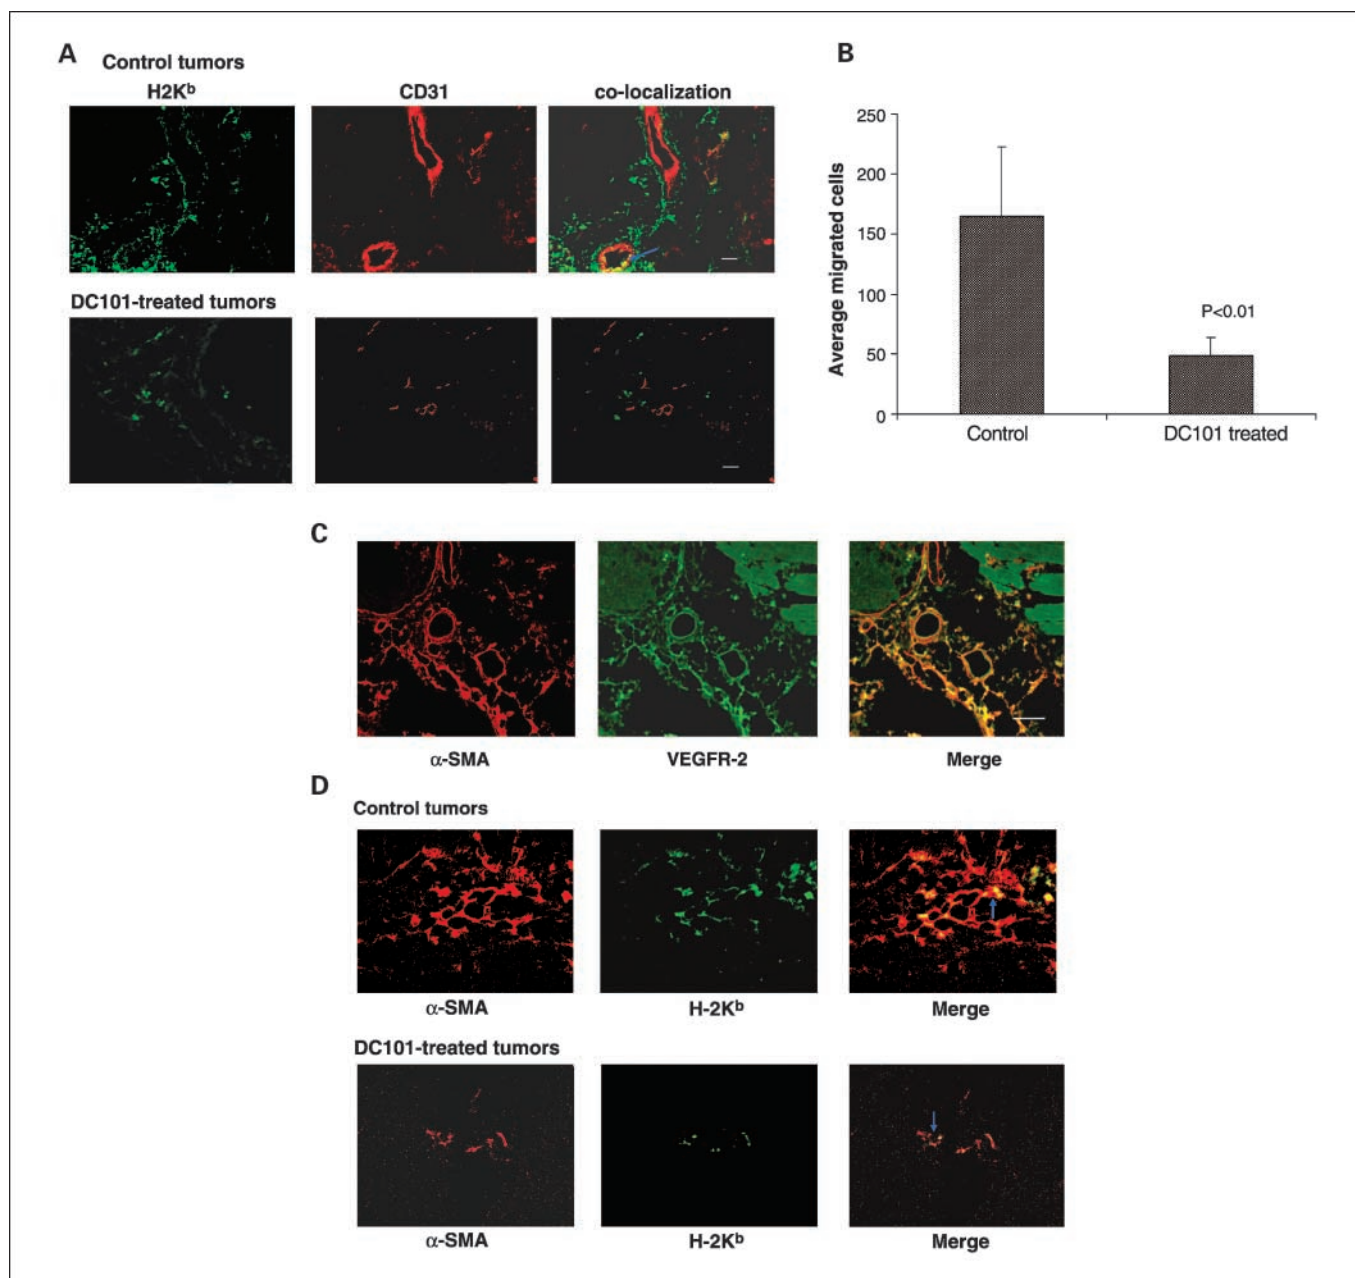 A
Control tumors
H2Kᵇ CD31 co-localization
DC101-treated tumors
B
Average migrated cells
250
200
150
100
50
0
P<0.01
Control DC101 treated
C
α-SMA VEGFR-2 Merge
D
Control tumors
α-SMA H-2Kᵇ Merge
DC101-treated tumors
α-SMA H-2Kᵇ Merge